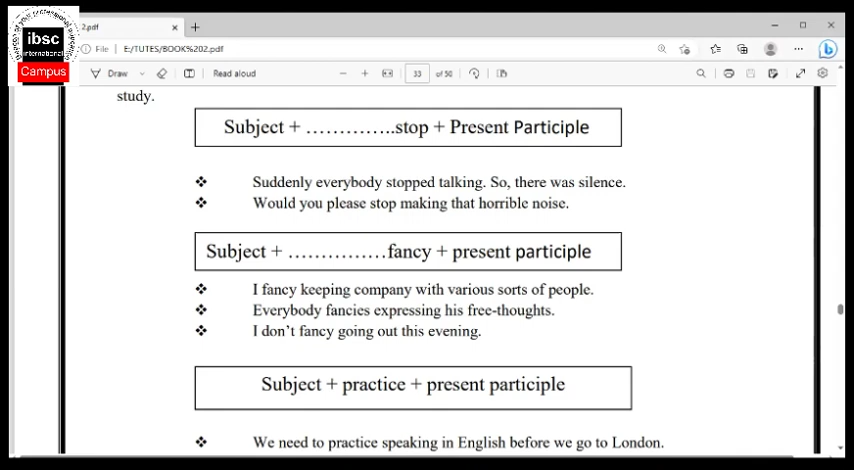 2.pdf
ibsc
international
Campus
File | E:/TUTES/BOOK%202.pdf
Draw
Read aloud
33 of 50
study.
Subject + …………..stop + Present Participle
❖ Suddenly everybody stopped talking. So, there was silence.
❖ Would you please stop making that horrible noise.
Subject + ……………fancy + present participle
❖ I fancy keeping company with various sorts of people.
❖ Everybody fancies expressing his free-thoughts.
❖ I don't fancy going out this evening.
Subject + practice + present participle
❖ We need to practice speaking in English before we go to London.